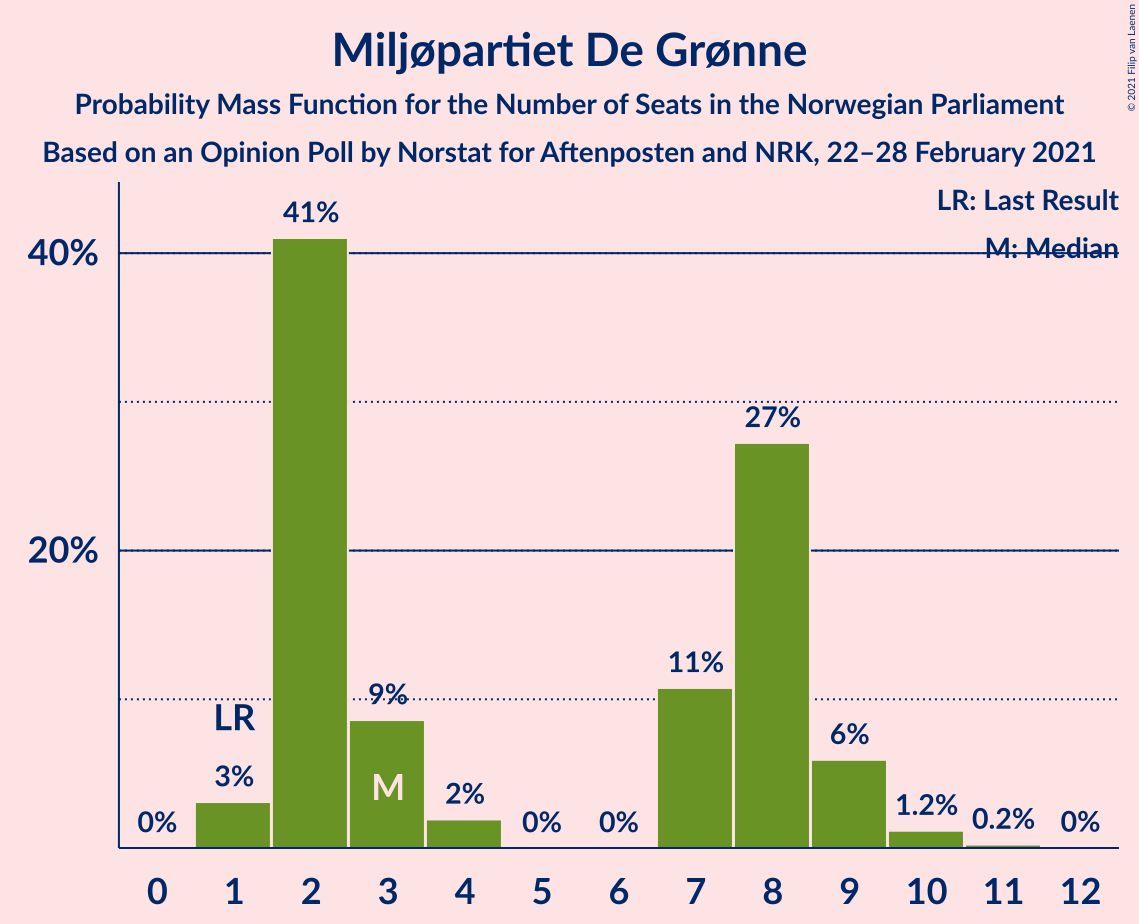 Miljøpartiet De Grønne
Probability Mass Function for the Number of Seats in the Norwegian Parliament
Based on an Opinion Poll by Norstat for Aftenposten and NRK, 22–28 February 2021
© 2021 Filip van Laenen
LR: Last Result
M: Median
40%
20%
0%
LR
3%
41%
9%
M
2%
0%
0%
11%
27%
6%
1.2%
0.2%
0%
0 1 2 3 4 5 6 7 8 9 10 11 12